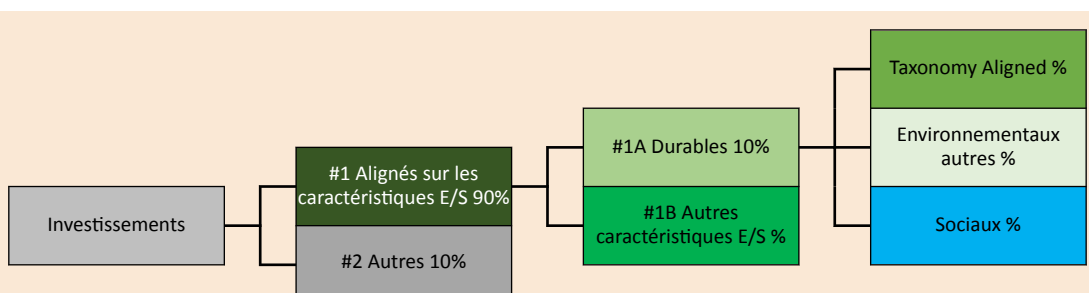 Investissements
#1 Alignés sur les
caractéristiques E/S 90%
#2 Autres 10%
#1A Durables 10%
#1B Autres
caractéristiques E/S %
Taxonomy Aligned %
Environnementaux
autres %
Sociaux %